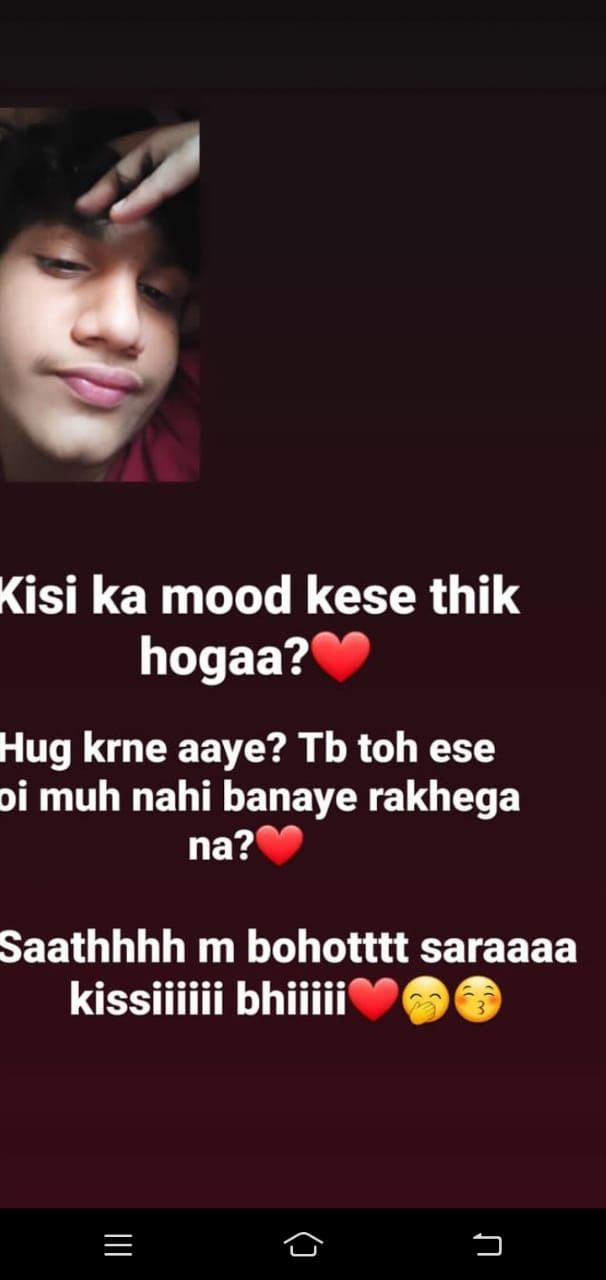 Kisi ka mood kese thik
hogaa?❤️
Hug krne aaye? Tb toh ese
oi muh nahi banaye rakhega
na?❤️
Saathhhh m bohotttt saraaaa
kissiiiiii bhiiiii❤️🤭😚